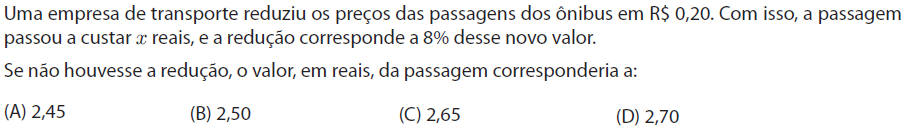 Uma empresa de transporte reduziu os preços das passagens dos ônibus em R$ 0,20. Com isso, a passagem
passou a custar x reais, e a redução corresponde a 8% desse novo valor.
Se não houvesse a redução, o valor, em reais, da passagem corresponderia a:
(A) 2,45 (B) 2,50 (C) 2,65 (D) 2,70